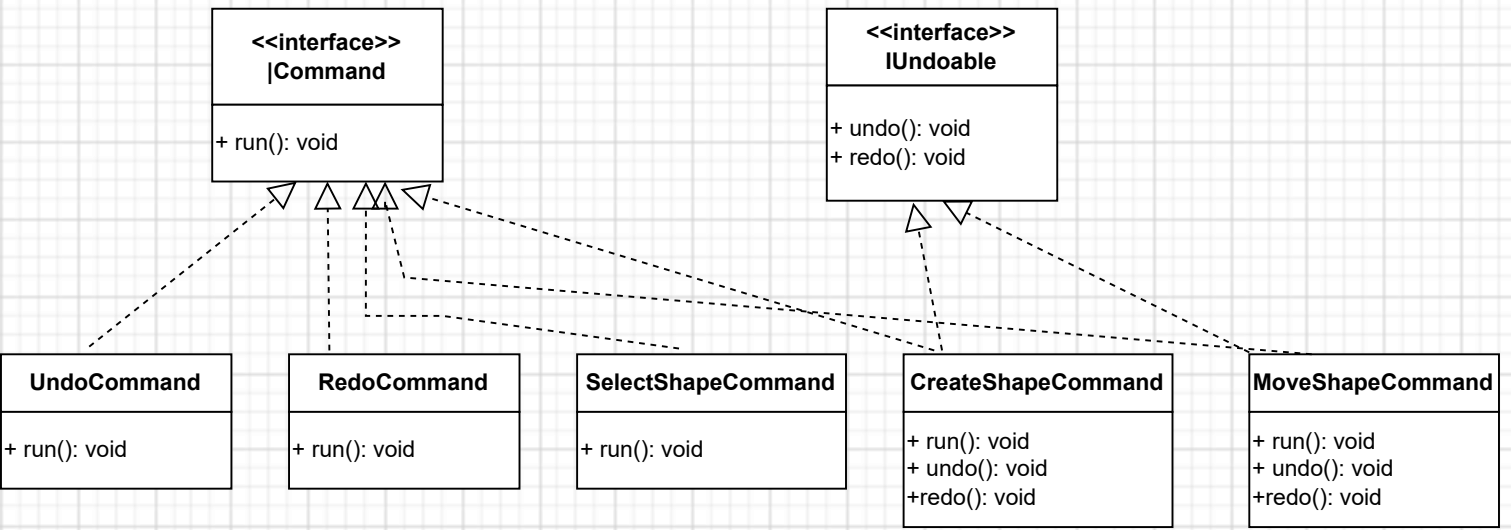 <<interface>>
|Command
+ run(): void
<<interface>>
IUndoable
+ undo(): void
+ redo(): void
UndoCommand
+ run(): void
RedoCommand
+ run(): void
SelectShapeCommand
+ run(): void
CreateShapeCommand
+ run(): void
+ undo(): void
+redo(): void
MoveShapeCommand
+ run(): void
+ undo(): void
+redo(): void